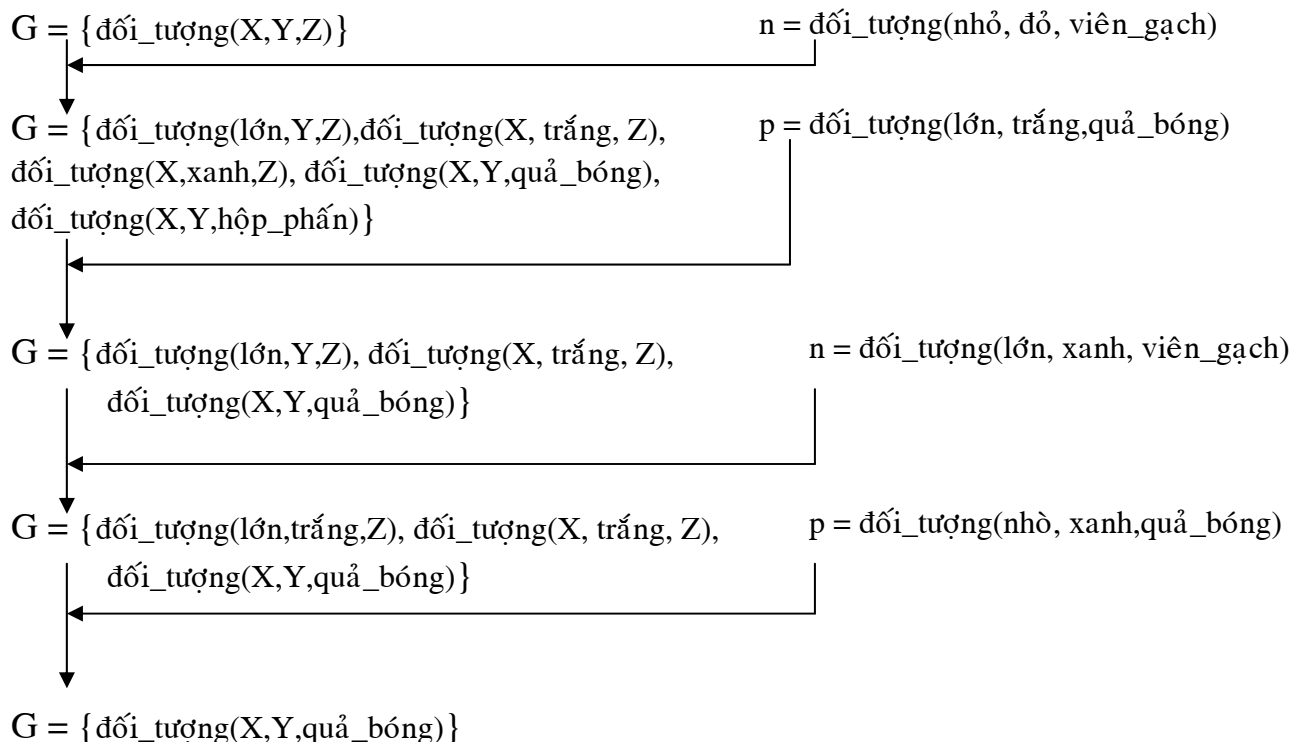 G = {đối_tượng(X,Y,Z)}
n = đối_tượng(nhỏ, đỏ, viên_gạch)
G = {đối_tượng(lớn,Y,Z),đối_tượng(X, trắng, Z),
đối_tượng(X,xanh,Z), đối_tượng(X,Y,quả_bóng),
đối_tượng(X,Y,hộp_phấn)}
p = đối_tượng(lớn, trắng,quả_bóng)
G = {đối_tượng(lớn,Y,Z), đối_tượng(X, trắng, Z),
đối_tượng(X,Y,quả_bóng)}
n = đối_tượng(lớn, xanh, viên_gạch)
G = {đối_tượng(lớn,trắng,Z), đối_tượng(X, trắng, Z),
đối_tượng(X,Y,quả_bóng)}
p = đối_tượng(nhò, xanh,quả_bóng)
G = {đối_tượng(X,Y,quả_bóng)}